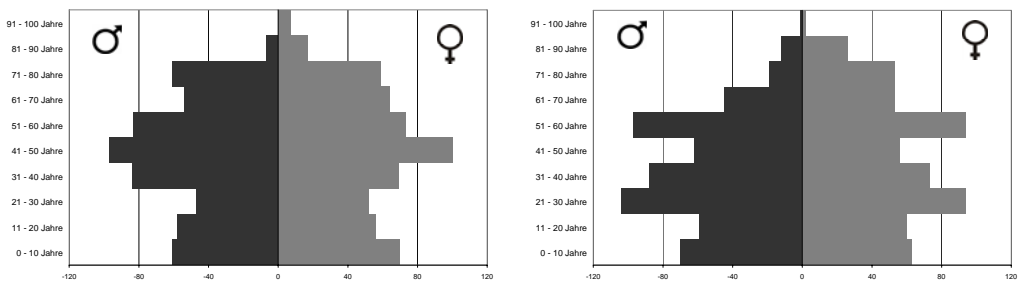 91 - 100 Jahre
81 - 90 Jahre
71 - 80 Jahre
61 - 70 Jahre
51 - 60 Jahre
41 - 50 Jahre
31 - 40 Jahre
21 - 30 Jahre
11 - 20 Jahre
0 - 10 Jahre
-120 -80 -40 0 40 80 120
91 - 100 Jahre
81 - 90 Jahre
71 - 80 Jahre
61 - 70 Jahre
51 - 60 Jahre
41 - 50 Jahre
31 - 40 Jahre
21 - 30 Jahre
11 - 20 Jahre
0 - 10 Jahre
-120 -80 -40 0 40 80 120